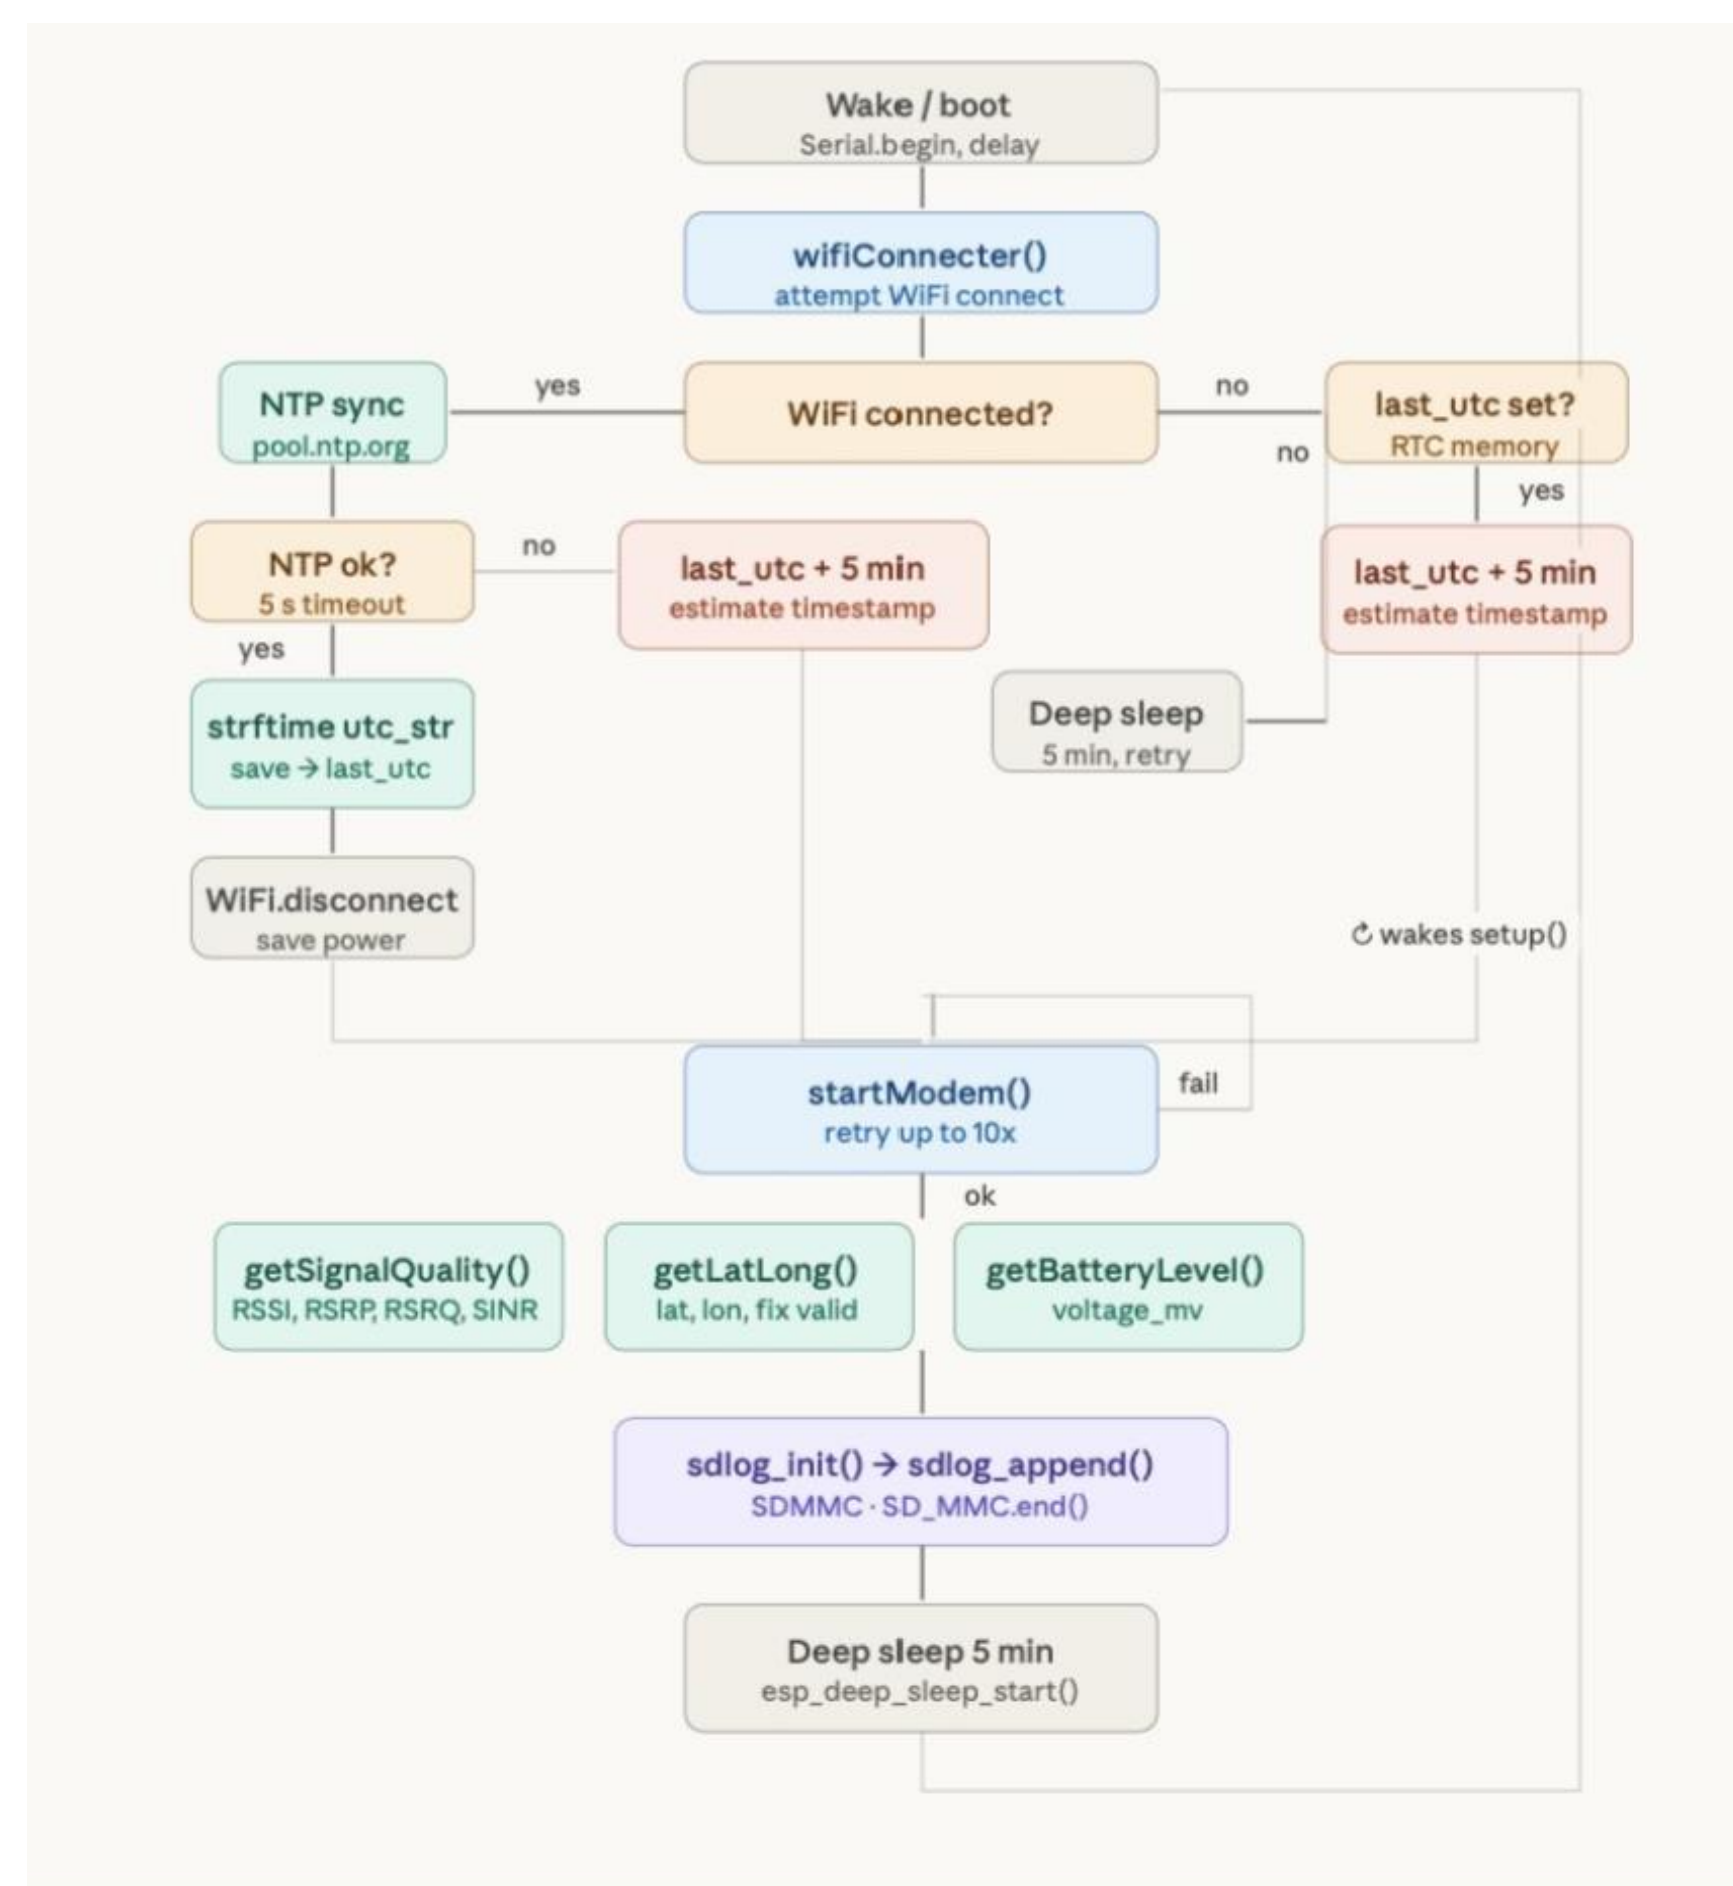 Wake / boot
Serial.begin, delay
wifiConnecter()
attempt WiFi connect
NTP sync
pool.ntp.org
yes
WiFi connected?
no
last_utc set?
RTC memory
no
yes
NTP ok?
5 s timeout
no
last_utc + 5 min
estimate timestamp
last_utc + 5 min
estimate timestamp
yes
strftime utc_str
save → last_utc
Deep sleep
5 min, retry
WiFi.disconnect
save power
↻ wakes setup()
startModem()
retry up to 10x
fail
ok
getSignalQuality()
RSSI, RSRP, RSRQ, SINR
getLatLong()
lat, lon, fix valid
getBatteryLevel()
voltage_mv
sdlog_init() → sdlog_append()
SDMMC · SD_MMC.end()
Deep sleep 5 min
esp_deep_sleep_start()